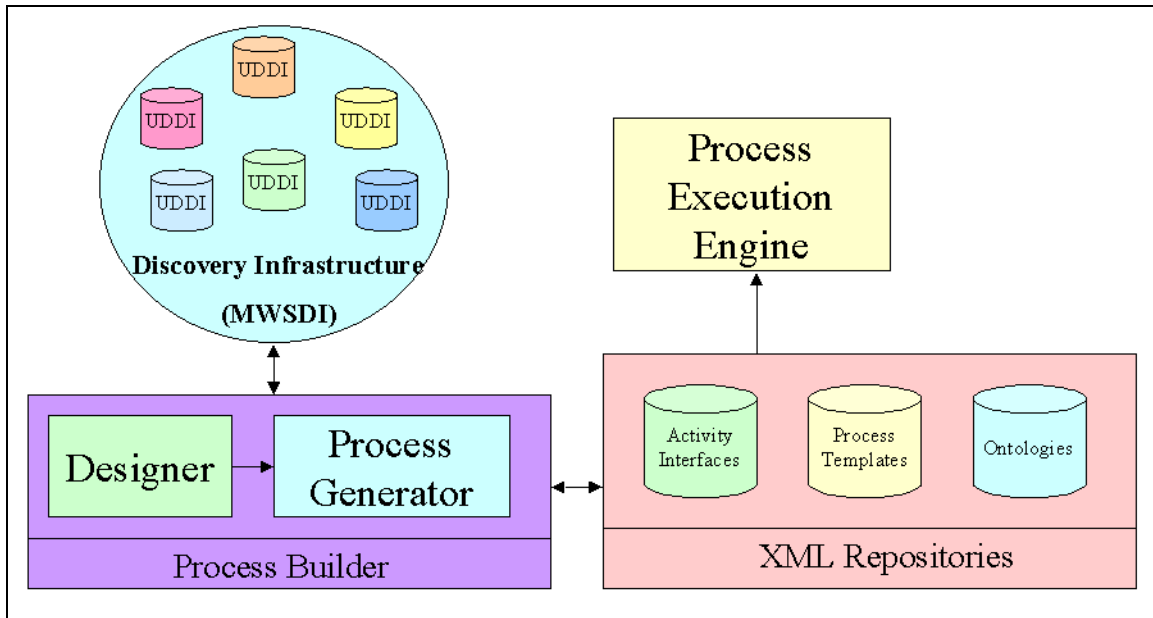 UDDI
UDDI
UDDI
UDDI
UDDI
UDDI
Discovery Infrastructure
(MWSDI)
Process
Execution
Engine
Designer
Process
Generator
Process Builder
Activity
Interfaces
Process
Templates
Ontologies
XML Repositories